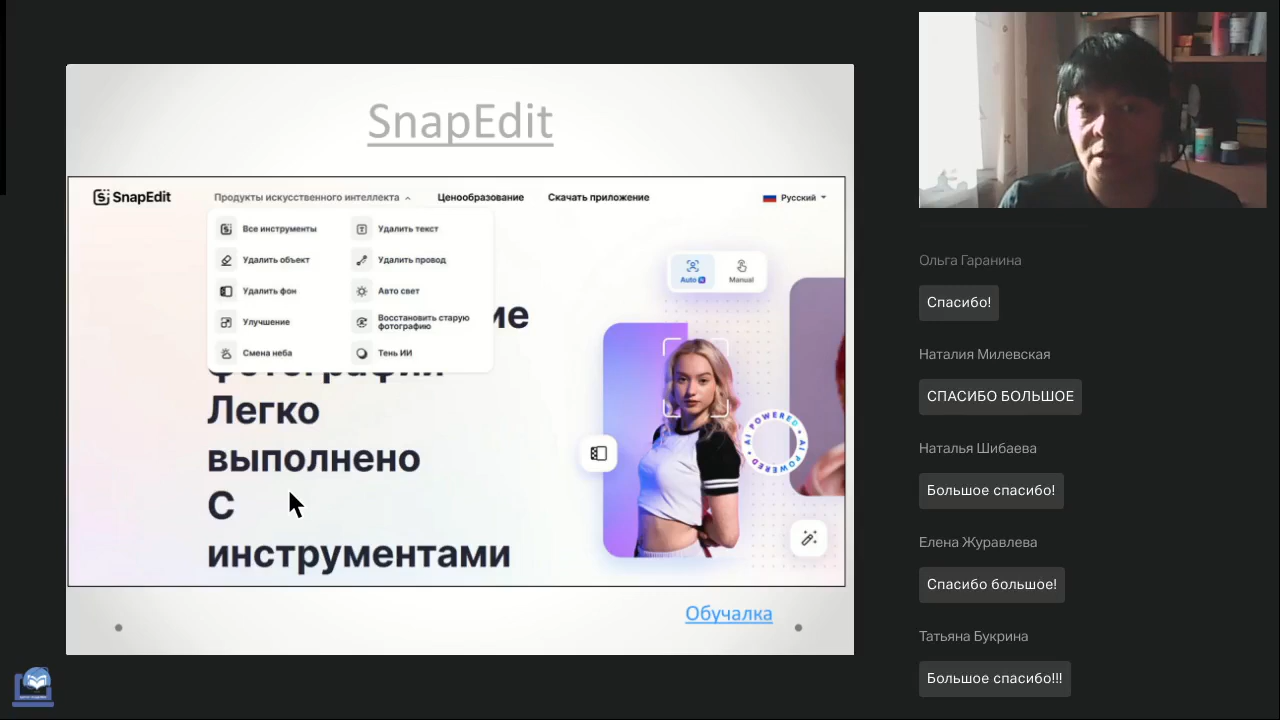 SnapEdit
SnapEdit
Продукты искусственного интеллекта
Ценообразование
Скачать приложение
Русский
Все инструменты
Удалить текст
Удалить объект
Удалить провод
Удалить фон
Авто свет
Улучшение
Восстановить старую
фотографию
Смена неба
Тень ИИ
Легко
выполнено
С
инструментами
Auto
Manual
AI POWERED • AI POWERED •
Обучалка
Ольга Гаранина
Спасибо!
Наталия Милевская
СПАСИБО БОЛЬШОЕ
Наталья Шибаева
Большое спасибо!
Елена Журавлева
Спасибо большое!
Татьяна Букрина
Большое спасибо!!!